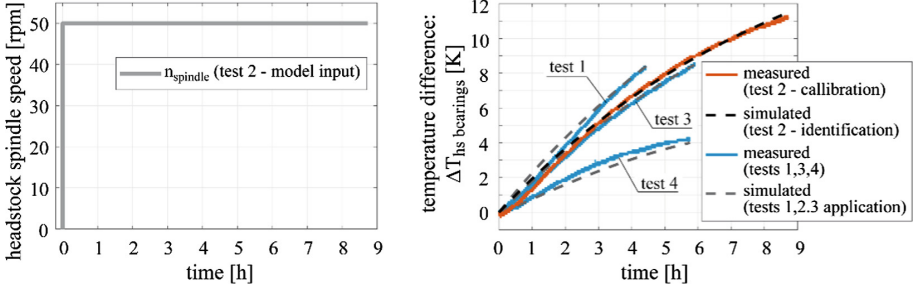 headstock spindle speed [rpm]
50
40
30
20
10
0
n_spindle (test 2 - model input)
0 1 2 3 4 5 6 7 8 9
time [h]
temperature difference:
ΔT_hs bearings [K]
12
10
8
6
4
2
0
test 1
test 3
test 4
measured
(test 2 - callibration)
simulated
(test 2 - identification)
measured
(tests 1,3,4)
simulated
(tests 1,2.3 application)
0 1 2 3 4 5 6 7 8 9
time [h]